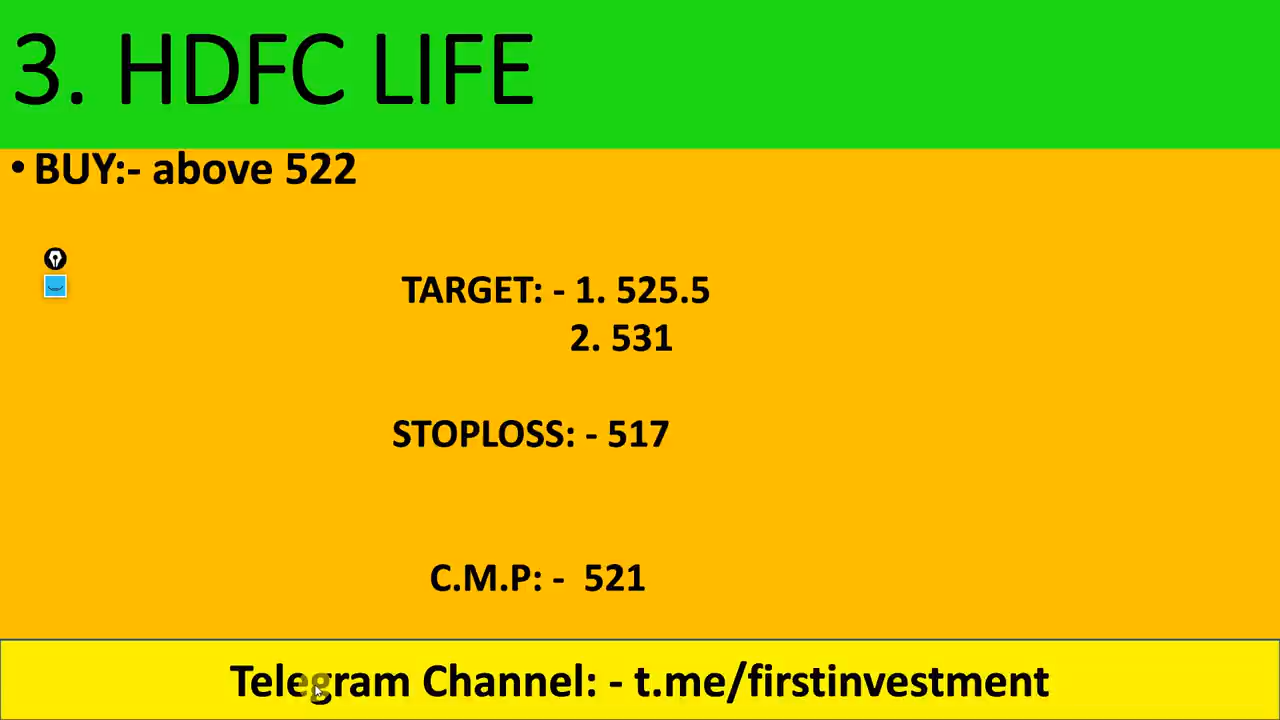 3. HDFC LIFE
• BUY:- above 522
TARGET: - 1. 525.5
2. 531
STOPLOSS: - 517
C.M.P: - 521
Telegram Channel: - t.me/firstinvestment